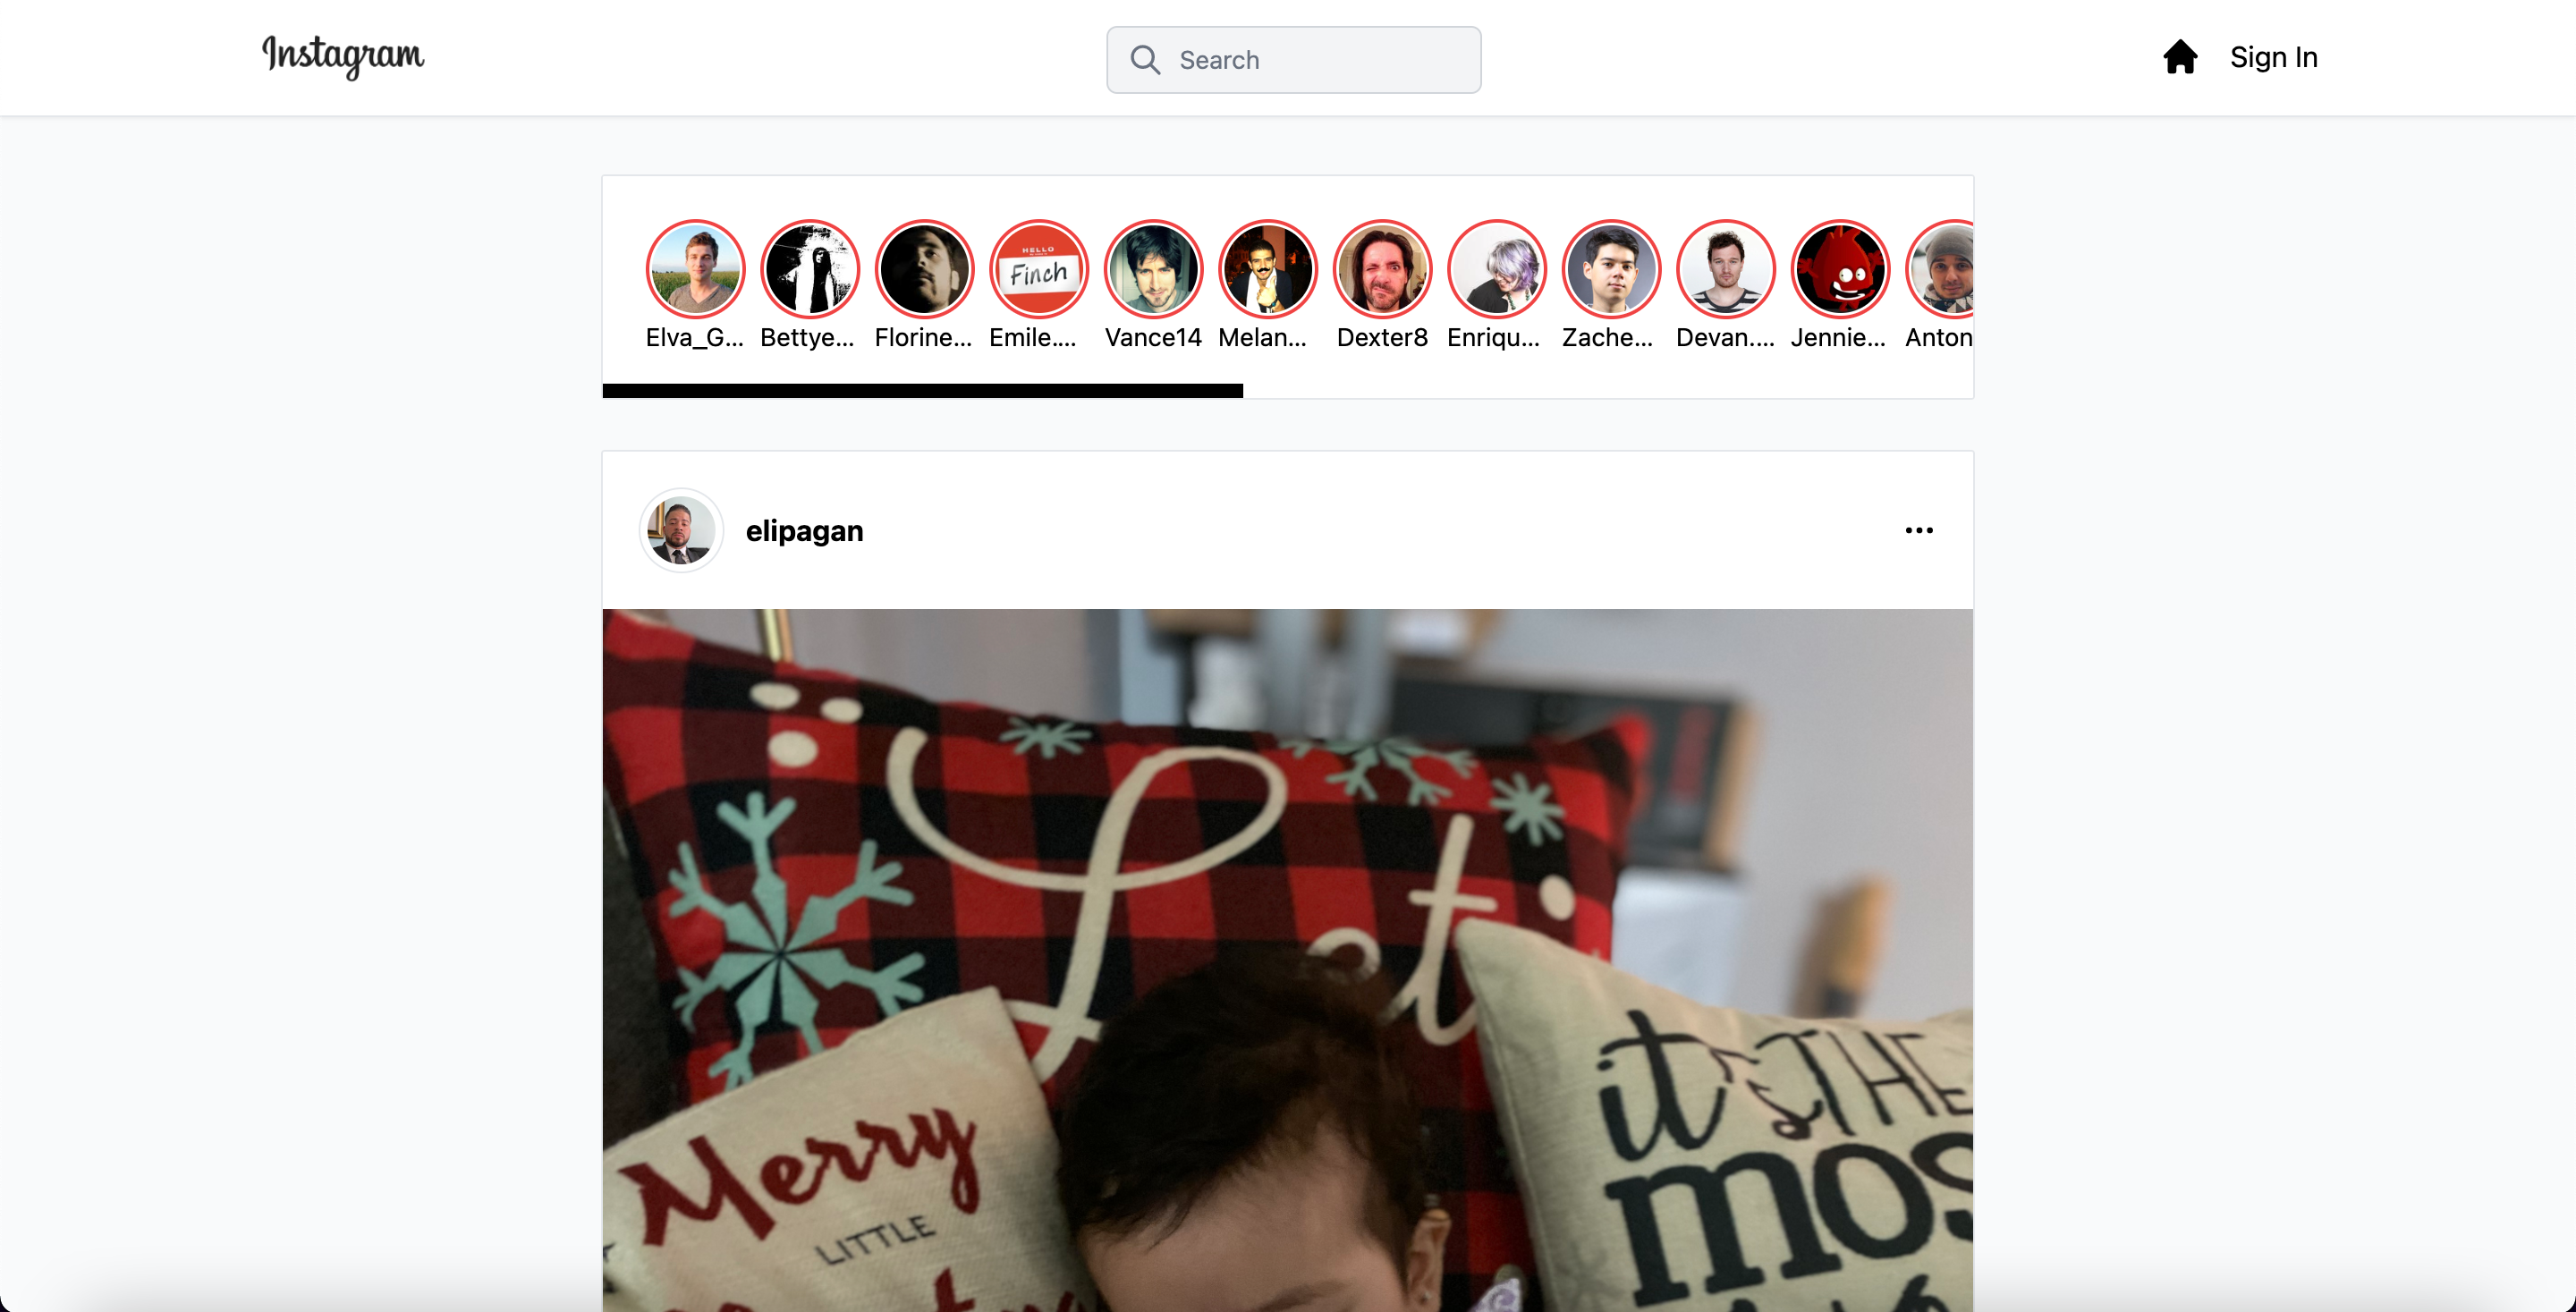 Instagram
Search
Sign In
HELLO
Finch
Elva_G...
Bettye...
Florine...
Emile....
Vance14
Melan...
Dexter8
Enriqu...
Zache...
Devan....
Jennie...
Anton
elipagan
Let it
Merry
LITTLE
it's THE
mos